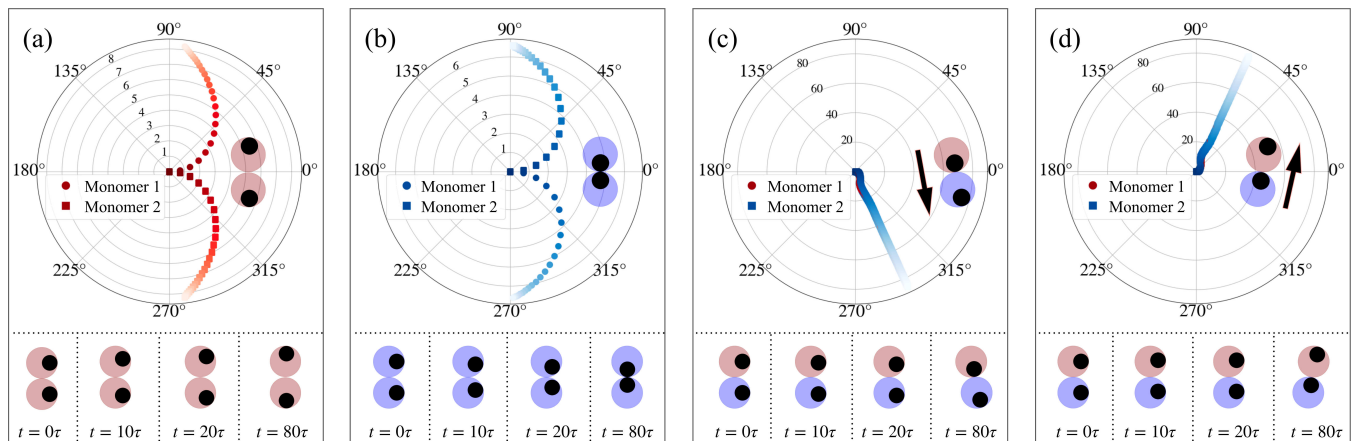 (a)
90°
135°
45°
8
7
6
5
4
3
2
1
180°
0°
Monomer 1
Monomer 2
225°
315°
270°
t = 0τ
t = 10τ
t = 20τ
t = 80τ
(b)
90°
135°
45°
6
5
4
3
2
1
180°
0°
Monomer 1
Monomer 2
225°
315°
270°
t = 0τ
t = 10τ
t = 20τ
t = 80τ
(c)
90°
135°
45°
80
60
40
20
180°
0°
Monomer 1
Monomer 2
225°
315°
270°
t = 0τ
t = 10τ
t = 20τ
t = 80τ
(d)
90°
135°
45°
80
60
40
20
180°
0°
Monomer 1
Monomer 2
225°
315°
270°
t = 0τ
t = 10τ
t = 20τ
t = 80τ